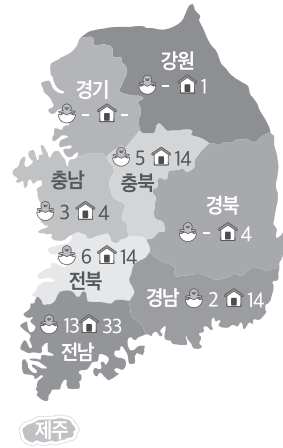 강원
- 1
경기
- -
5 14
충북
충남
3 4
경북
- 4
6 14
전북
경남 2 14
13 33
전남
제주